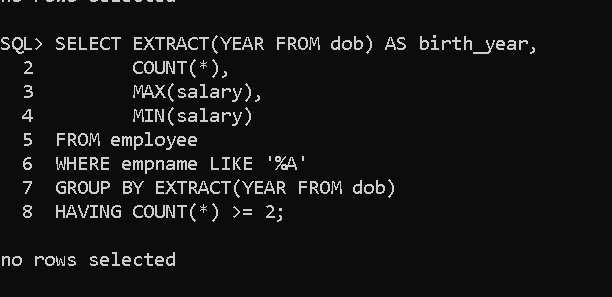 no rows selected
SQL> SELECT EXTRACT(YEAR FROM dob) AS birth_year,
  2         COUNT(*),
  3         MAX(salary),
  4         MIN(salary)
  5  FROM employee
  6  WHERE empname LIKE '%A'
  7  GROUP BY EXTRACT(YEAR FROM dob)
  8  HAVING COUNT(*) >= 2;
no rows selected